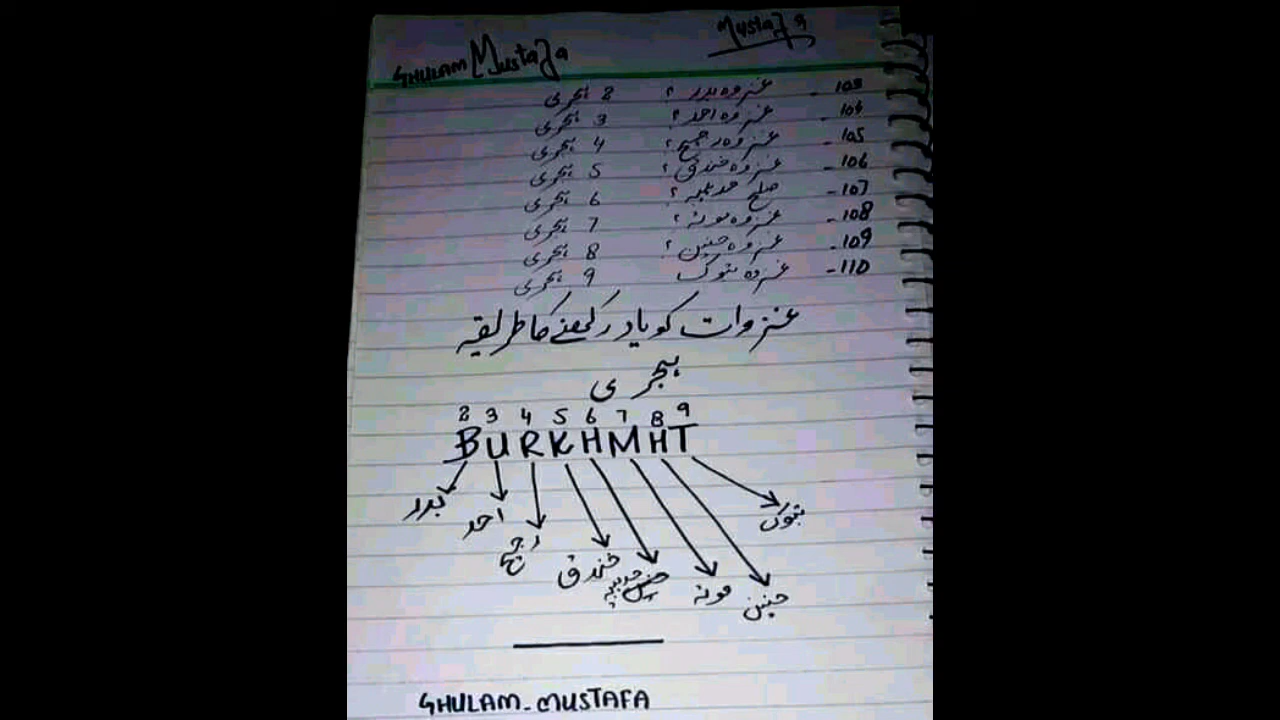 GHULAM Mustafa Mustafa
103- غزوہ بدر ؟ 2 ہجری
104- غزوہ احد ؟ 3 ہجری
105- غزوہ رجیع ؟ 4 ہجری
106- غزوہ خندق ؟ 5 ہجری
107- صلح حدیبیہ ؟ 6 ہجری
108- غزوہ موتہ ؟ 7 ہجری
109- غزوہ حنین ؟ 8 ہجری
110- غزوہ تبوک 9 ہجری
غزوات کو یاد رکھنے کا طریقہ
ہجری
2 3 4 5 6 7 8 9
BURKHMHT
بدر
احد
خندق
حدیبیہ
موتہ
حنین
تبوک
GHULAM-MUSTAFA